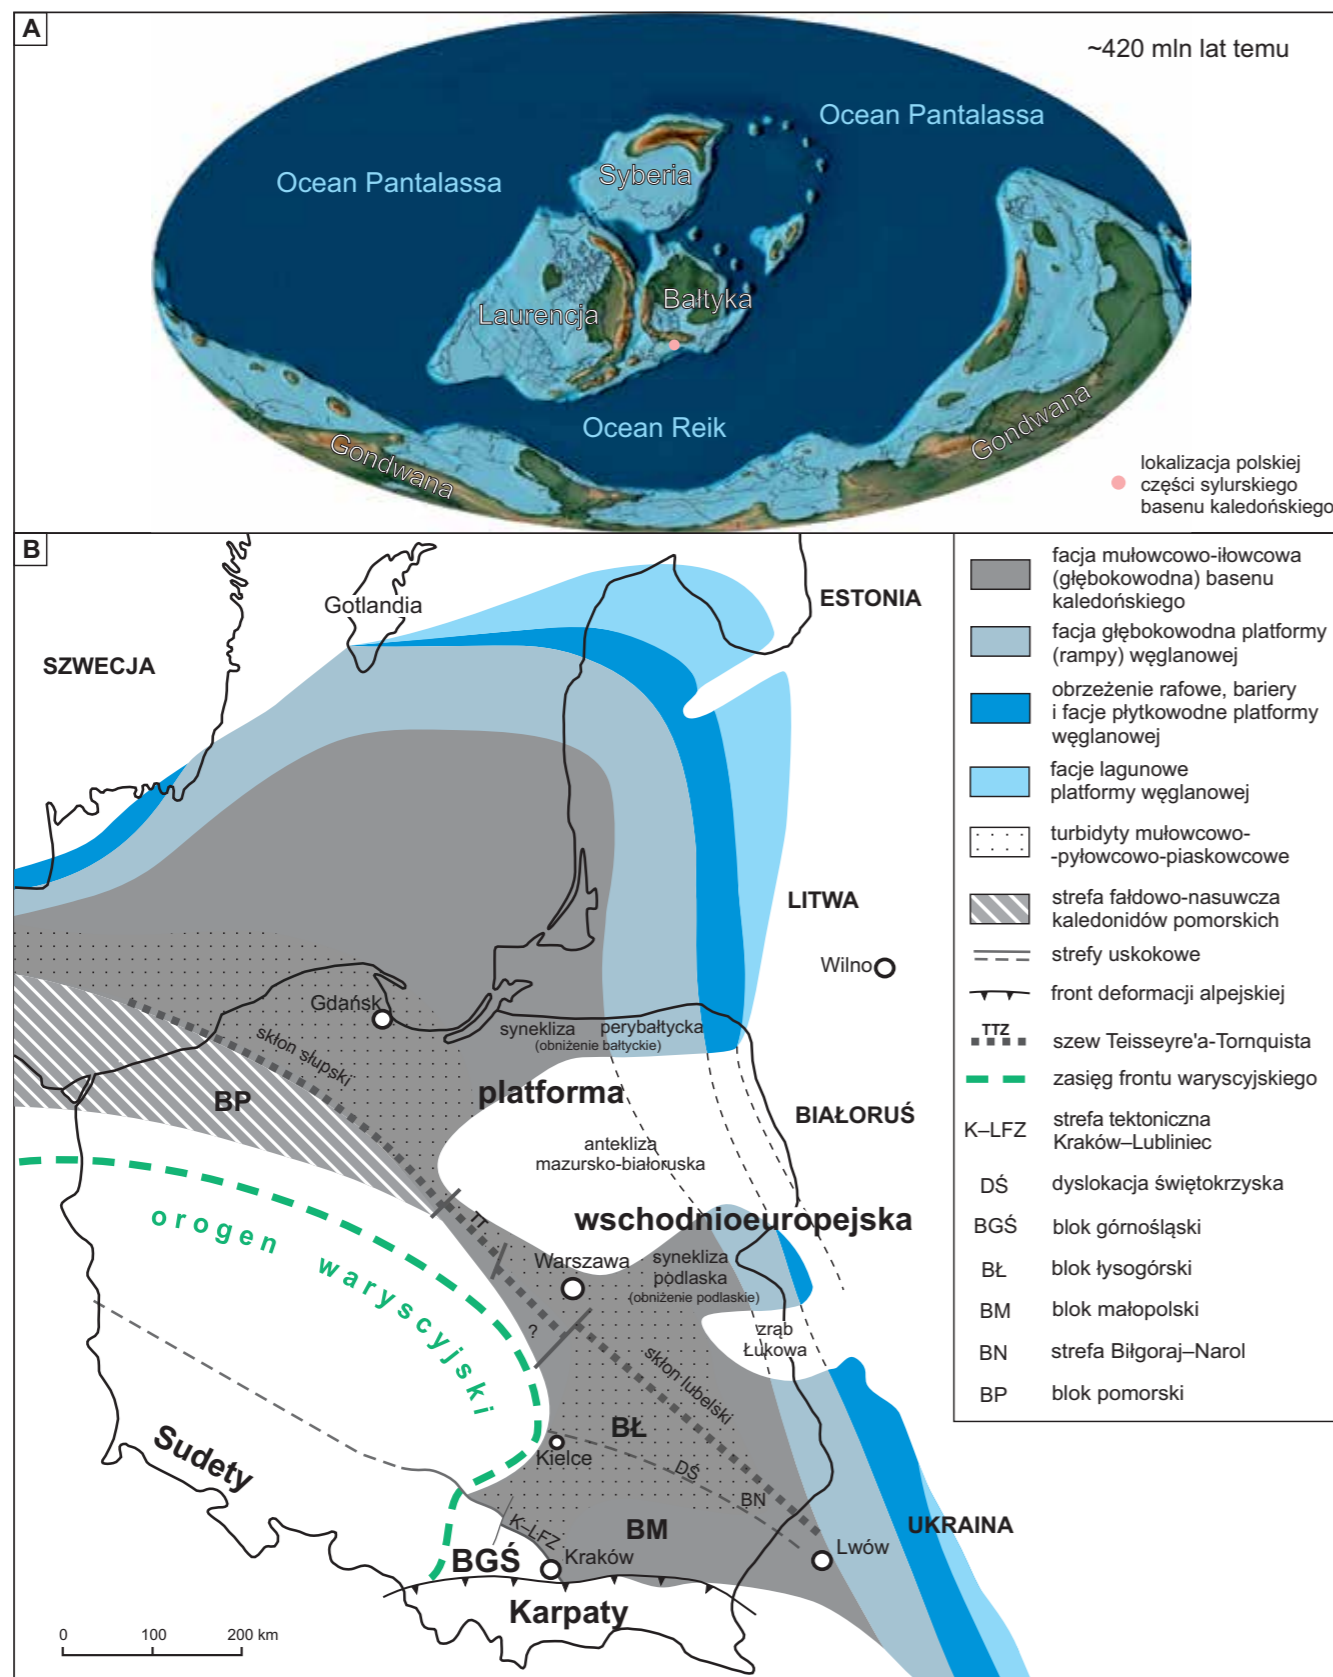 A
~420 mln lat temu
Ocean Pantalassa
Ocean Pantalassa
Syberia
Laurencja
Bałtyka
Ocean Reik
Gondwana
Gondwana
lokalizacja polskiej
części sylurskiego
basenu kaledońskiego
B
Gotlandia
ESTONIA
SZWECJA
LITWA
Wilno
Gdańsk
synekliza perybałtycka
(obniżenie bałtyckie)
skłon słupski
BP
platforma
BIAŁORUŚ
antekliza
mazursko-białoruska
wschodnioeuropejska
TT
orogen waryscyjski
Warszawa
synekliza
podlaska
(obniżenie podlaskie)
?
zrąb
Łukowa
skłon lubelski
BŁ
Kielce
DŚ
BN
Sudety
K–LFZ
BM
UKRAINA
Lwów
BGŚ
Kraków
Karpaty
0 100 200 km
facja mułowcowo-iłowcowa
(głębokowodna) basenu
kaledońskiego
facja głębokowodna platformy
(rampy) węglanowej
obrzeżenie rafowe, bariery
i facje płytkowodne platformy
węglanowej
facje lagunowe
platformy węglanowej
turbidyty mułowcowo-
-pyłowcowo-piaskowcowe
strefa fałdowo-nasuwcza
kaledonidów pomorskich
strefy uskokowe
front deformacji alpejskiej
TTZ szew Teisseyre'a-Tornquista
zasięg frontu waryscyjskiego
K–LFZ strefa tektoniczna
Kraków–Lubliniec
DŚ dyslokacja świętokrzyska
BGŚ blok górnośląski
BŁ blok łysogórski
BM blok małopolski
BN strefa Biłgoraj–Narol
BP blok pomorski